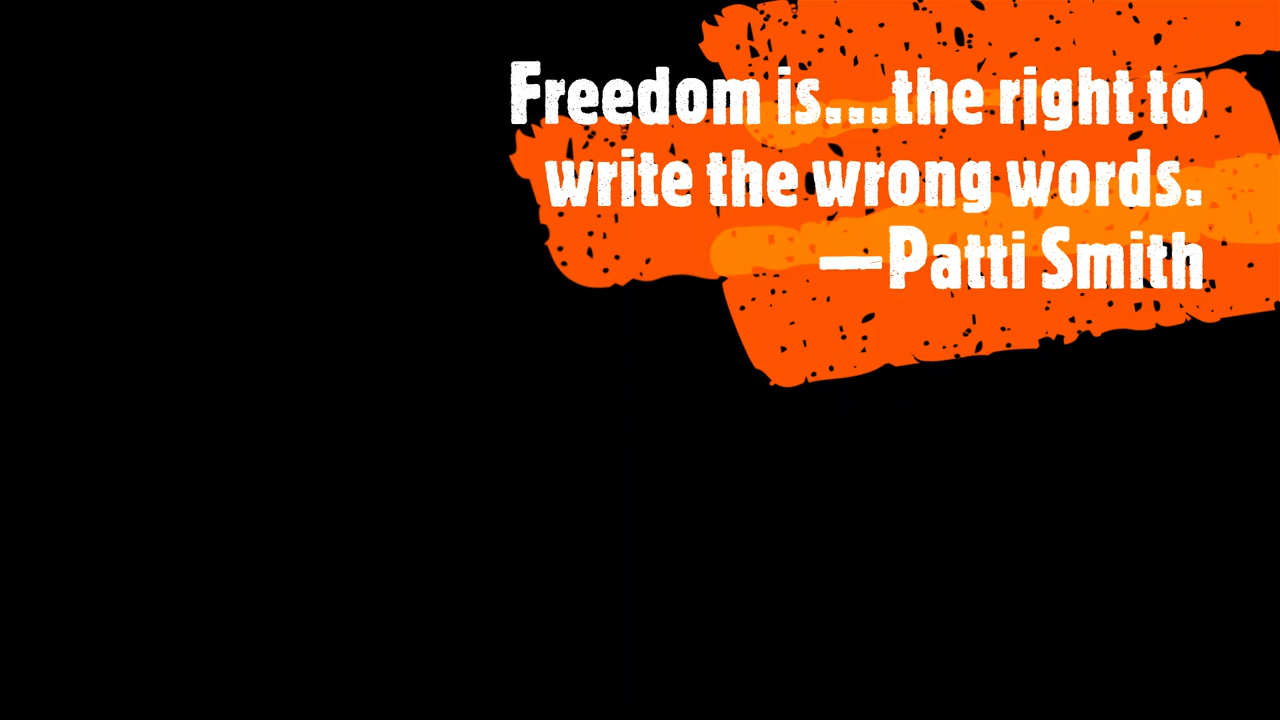 Freedom is...the right to
write the wrong words.
—Patti Smith